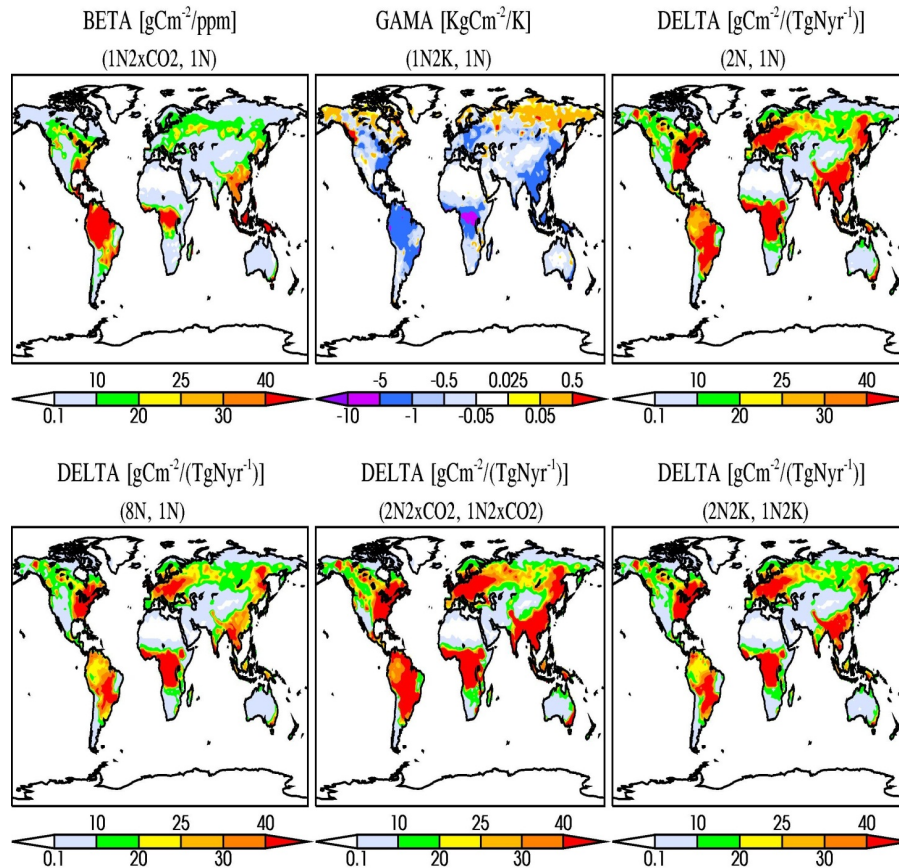 BETA [gCm⁻²/ppm] GAMA [KgCm⁻²/K] DELTA [gCm⁻²/(TgNyr⁻¹)]
(1N2xCO2, 1N) (1N2K, 1N) (2N, 1N)
10 25 40 -5 -0.5 0.025 0.5 10 25 40
0.1 20 30 -10 -1 -0.05 0.05 0.1 20 30
DELTA [gCm⁻²/(TgNyr⁻¹)] DELTA [gCm⁻²/(TgNyr⁻¹)] DELTA [gCm⁻²/(TgNyr⁻¹)]
(8N, 1N) (2N2xCO2, 1N2xCO2) (2N2K, 1N2K)
10 25 40 10 25 40 10 25 40
0.1 20 30 0.1 20 30 0.1 20 30